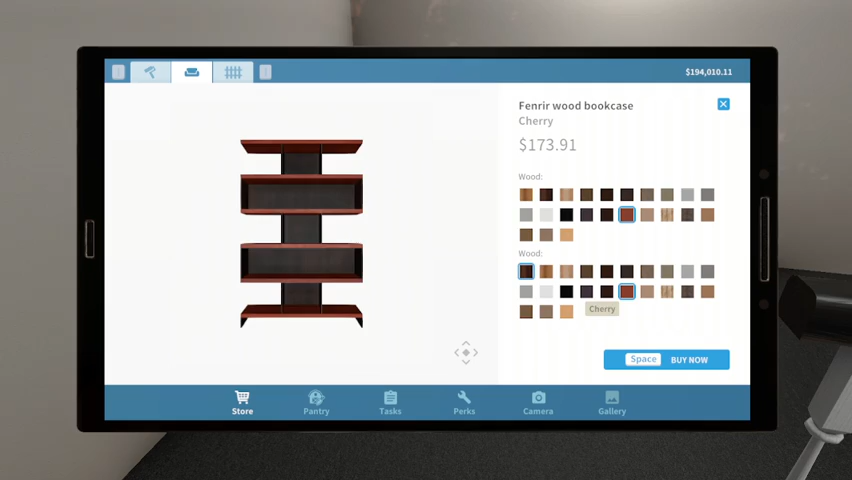 $194,010.11
Fenrir wood bookcase
Cherry
$173.91
Wood:
Wood:
Cherry
Space BUY NOW
Store Pantry Tasks Perks Camera Gallery